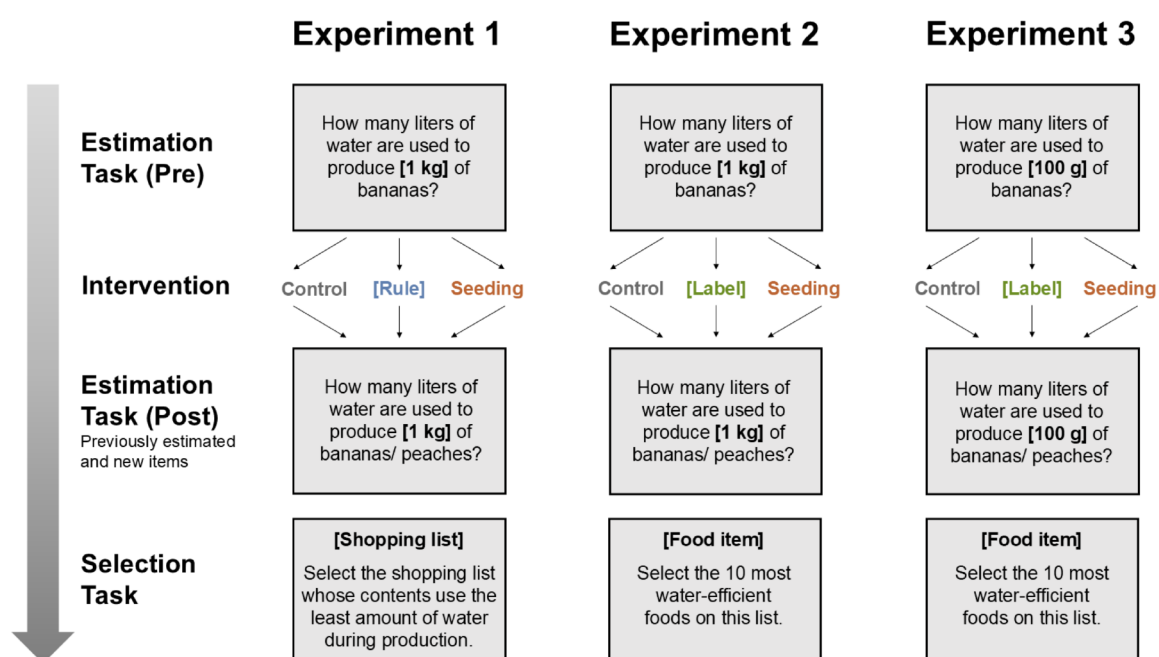 Experiment 1
Experiment 2
Experiment 3
Estimation
Task (Pre)
How many liters of
water are used to
produce [1 kg] of
bananas?
How many liters of
water are used to
produce [1 kg] of
bananas?
How many liters of
water are used to
produce [100 g] of
bananas?
Intervention
Control [Rule] Seeding
Control [Label] Seeding
Control [Label] Seeding
Estimation
Task (Post)
Previously estimated
and new items
How many liters of
water are used to
produce [1 kg] of
bananas/ peaches?
How many liters of
water are used to
produce [1 kg] of
bananas/ peaches?
How many liters of
water are used to
produce [100 g] of
bananas/ peaches?
Selection
Task
[Shopping list]
Select the shopping list
whose contents use the
least amount of water
during production.
[Food item]
Select the 10 most
water-efficient
foods on this list.
[Food item]
Select the 10 most
water-efficient
foods on this list.